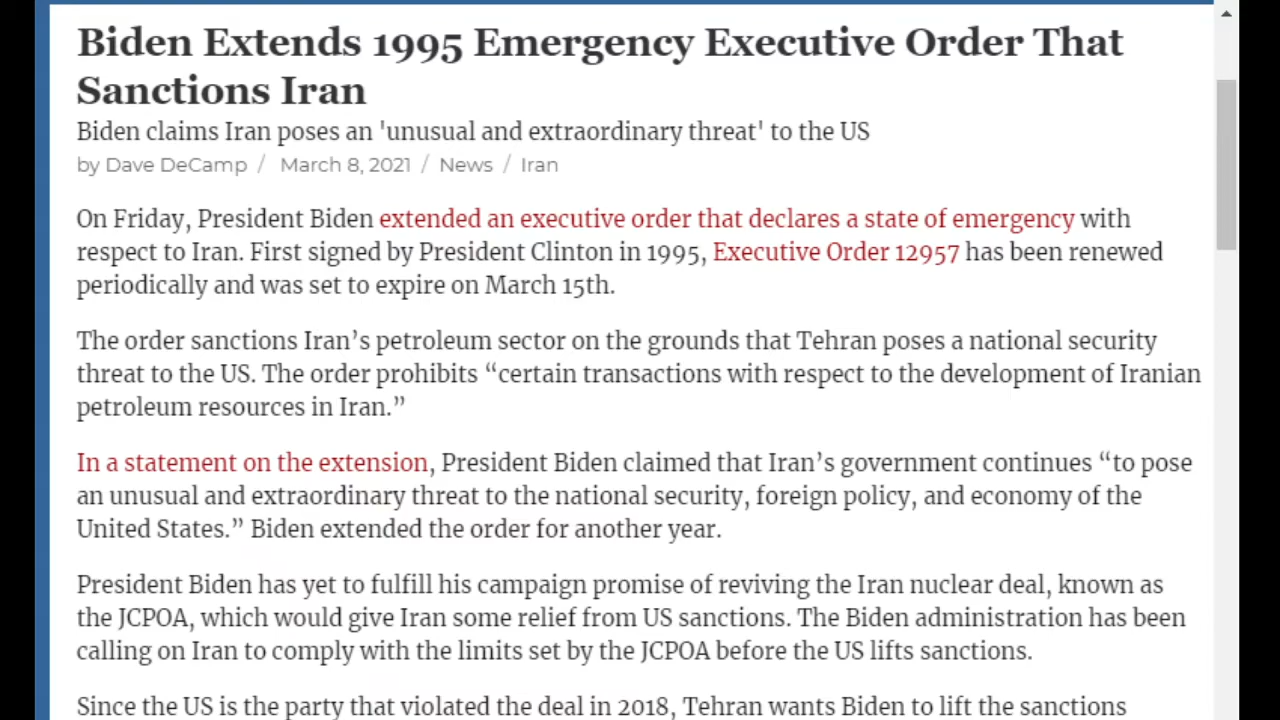 Biden Extends 1995 Emergency Executive Order That
Sanctions Iran
Biden claims Iran poses an 'unusual and extraordinary threat' to the US
by Dave DeCamp / March 8, 2021 / News / Iran
On Friday, President Biden extended an executive order that declares a state of emergency with
respect to Iran. First signed by President Clinton in 1995, Executive Order 12957 has been renewed
periodically and was set to expire on March 15th.
The order sanctions Iran’s petroleum sector on the grounds that Tehran poses a national security
threat to the US. The order prohibits “certain transactions with respect to the development of Iranian
petroleum resources in Iran.”
In a statement on the extension, President Biden claimed that Iran’s government continues “to pose
an unusual and extraordinary threat to the national security, foreign policy, and economy of the
United States.” Biden extended the order for another year.
President Biden has yet to fulfill his campaign promise of reviving the Iran nuclear deal, known as
the JCPOA, which would give Iran some relief from US sanctions. The Biden administration has been
calling on Iran to comply with the limits set by the JCPOA before the US lifts sanctions.
Since the US is the party that violated the deal in 2018, Tehran wants Biden to lift the sanctions